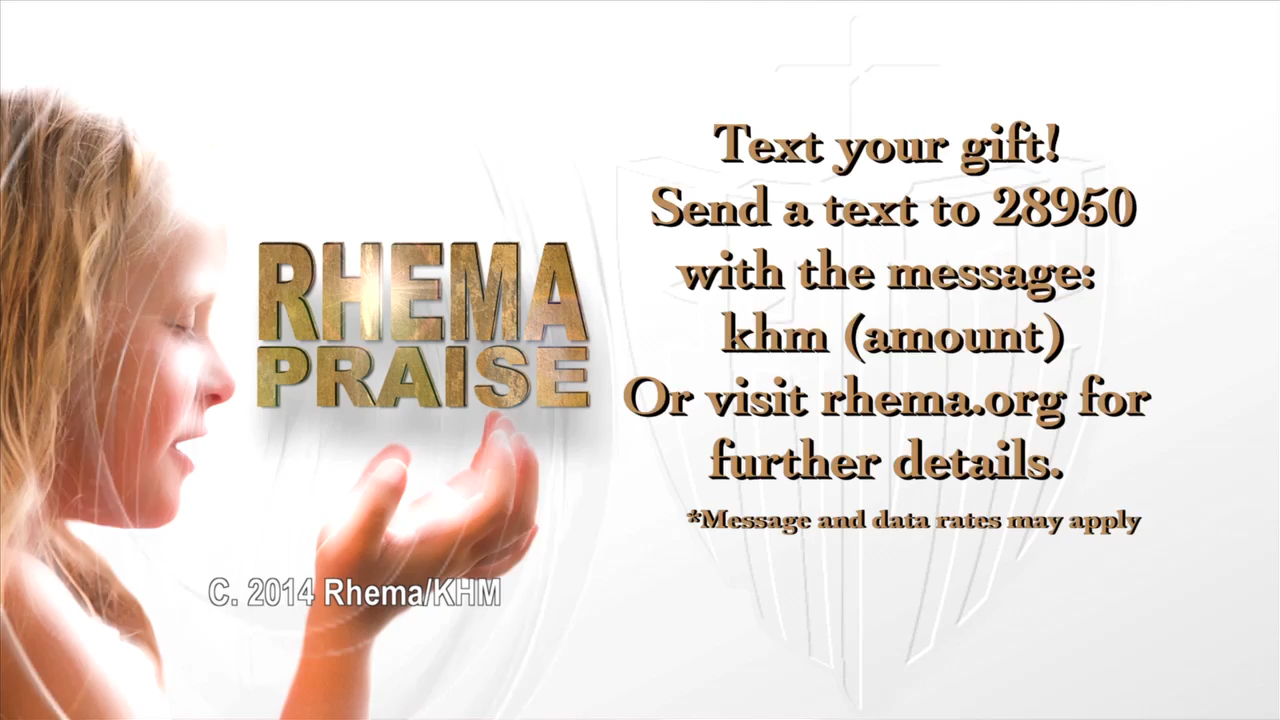 RHEMA
PRAISE
C. 2014 Rhema/KHM
Text your gift!
Send a text to 28950
with the message:
khm (amount)
Or visit rhema.org for
further details.
*Message and data rates may apply